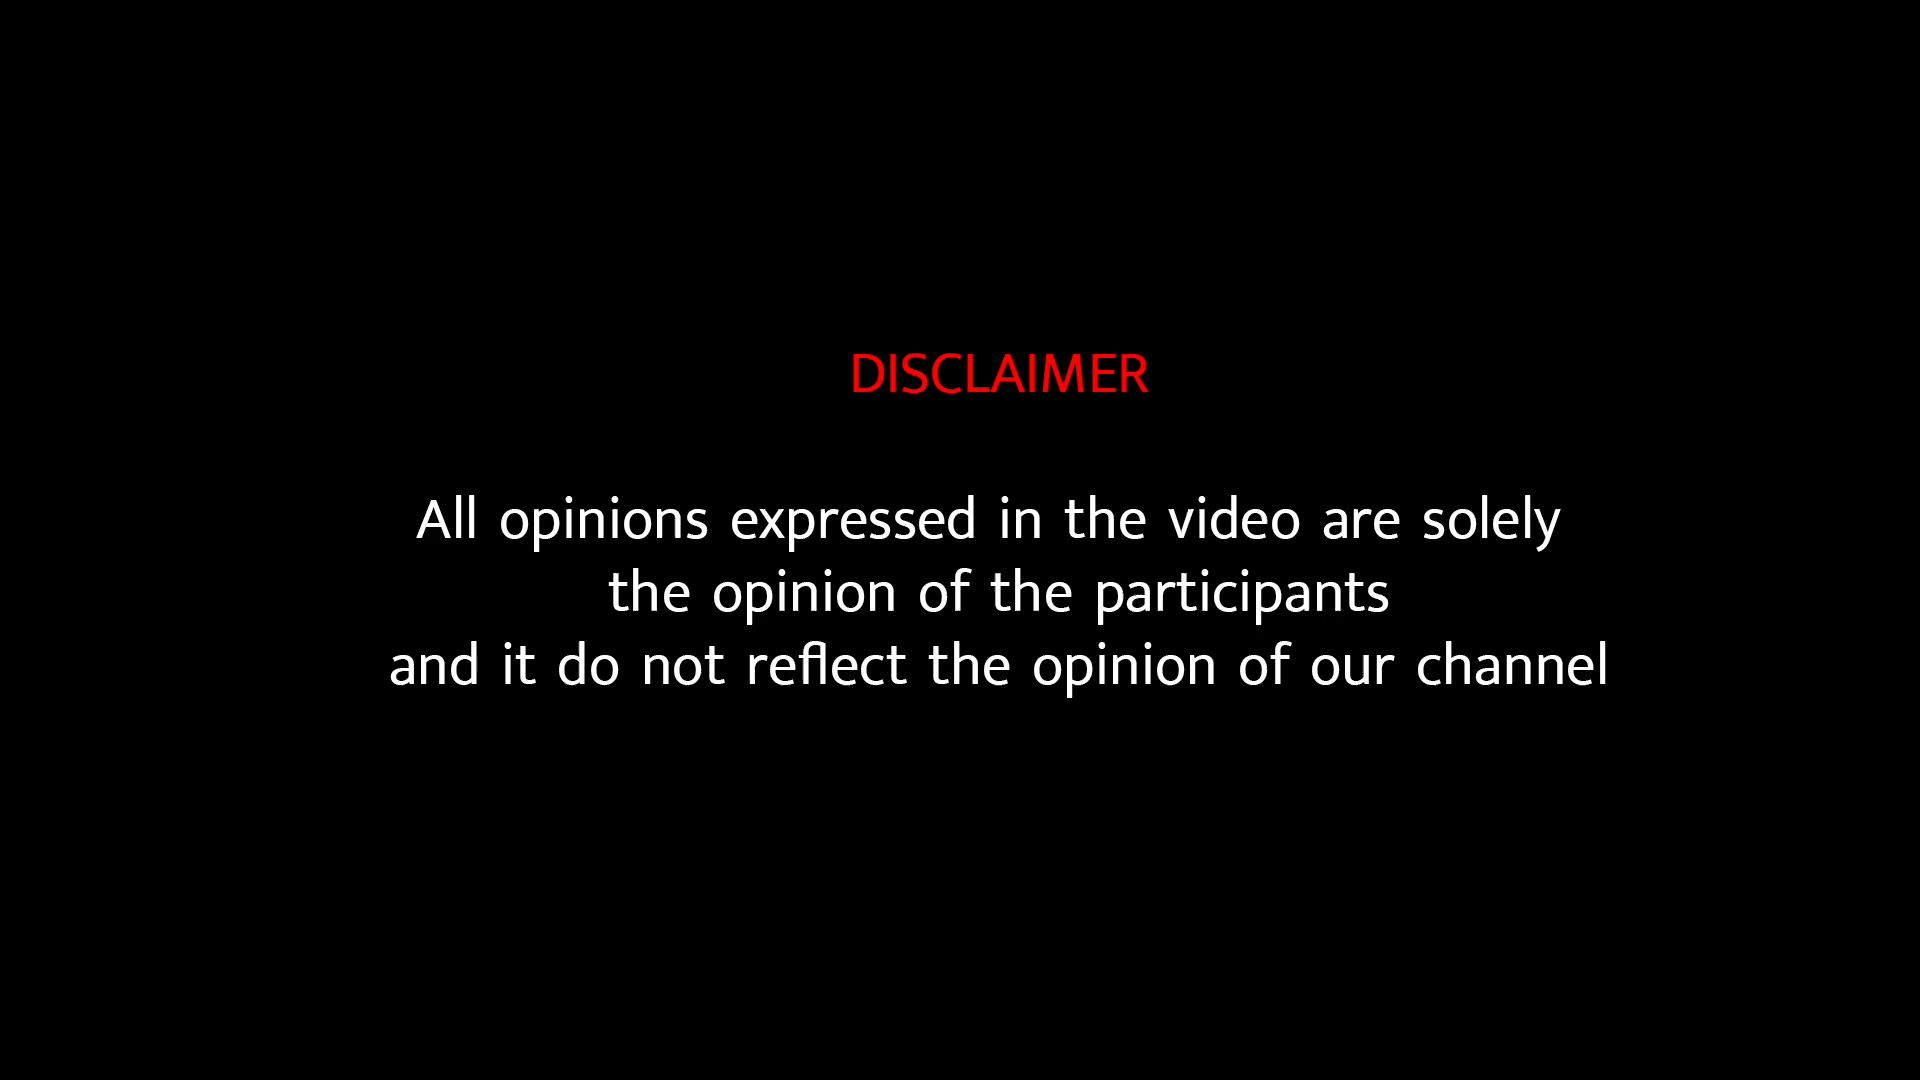 DISCLAIMER
All opinions expressed in the video are solely
the opinion of the participants
and it do not reflect the opinion of our channel